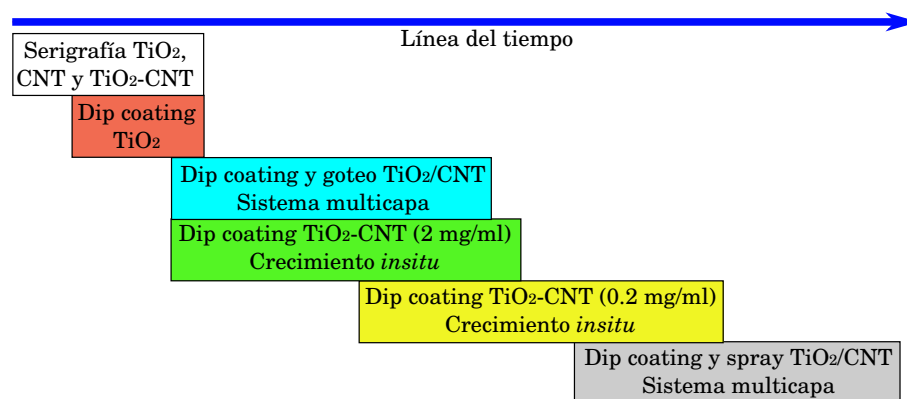 Línea del tiempo
Serigrafía TiO₂,
CNT y TiO₂-CNT
Dip coating
TiO₂
Dip coating y goteo TiO₂/CNT
Sistema multicapa
Dip coating TiO₂-CNT (2 mg/ml)
Crecimiento insitu
Dip coating TiO₂-CNT (0.2 mg/ml)
Crecimiento insitu
Dip coating y spray TiO₂/CNT
Sistema multicapa